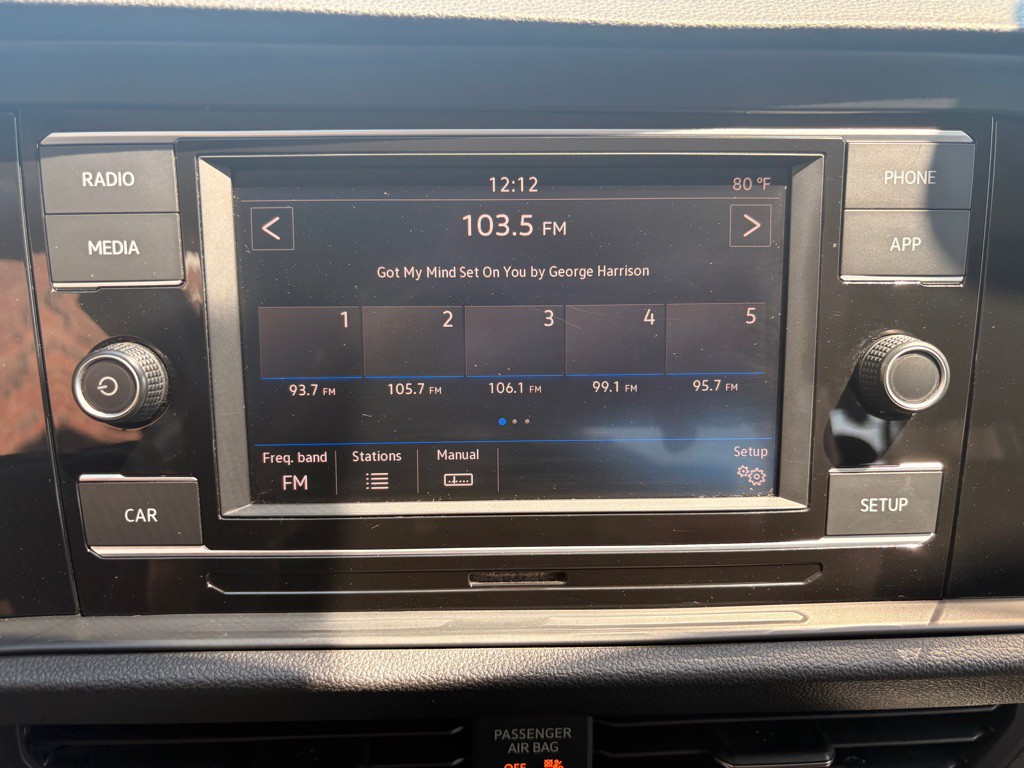 RADIO
MEDIA
PHONE
APP
12:12
80 °F
<
103.5 FM
>
Got My Mind Set On You by George Harrison
1 2 3 4 5
93.7 FM 105.7 FM 106.1 FM 99.1 FM 95.7 FM
Freq. band Stations Manual Setup
FM
CAR
SETUP
PASSENGER
AIR BAG
OFF